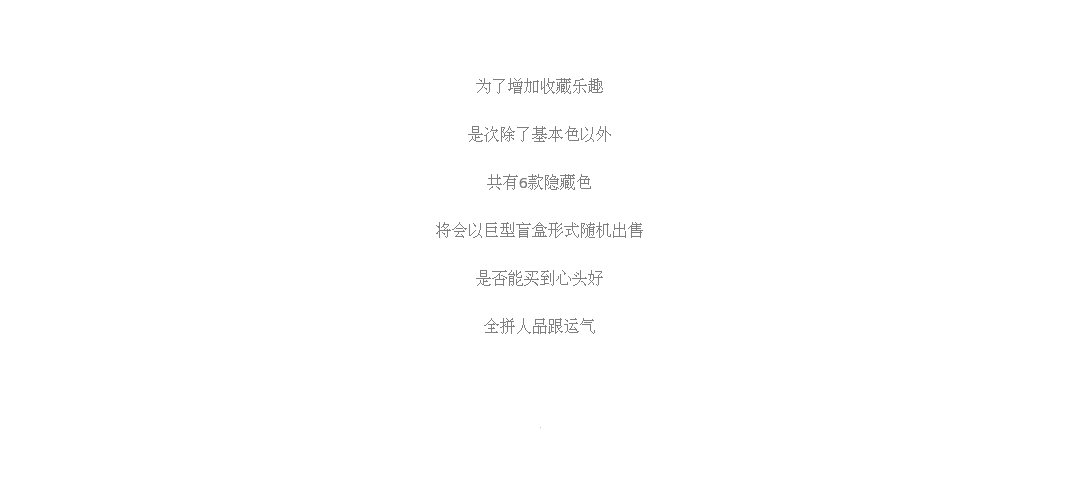 为了增加收藏乐趣
是次除了基本色以外
共有6款隐藏色
将会以巨型盲盒形式随机出售
是否能买到心头好
全拼人品跟运气